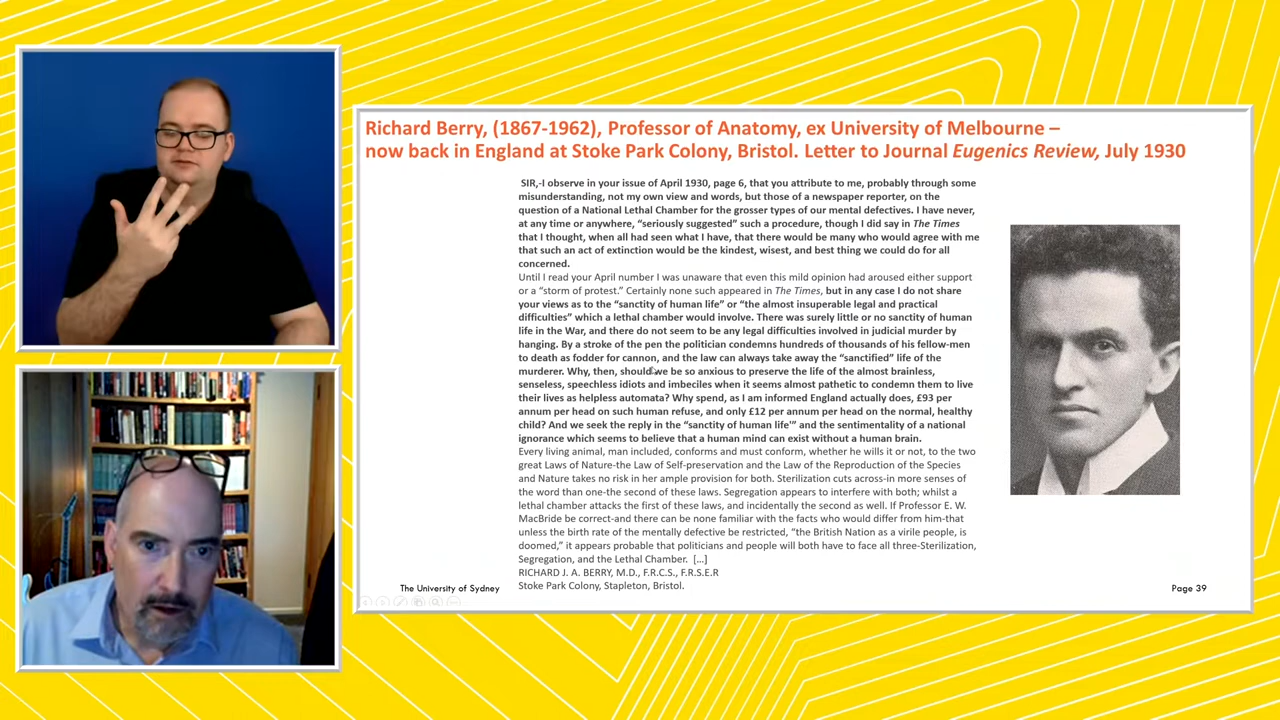 Richard Berry, (1867-1962), Professor of Anatomy, ex University of Melbourne –
now back in England at Stoke Park Colony, Bristol. Letter to Journal Eugenics Review, July 1930
SIR,-I observe in your issue of April 1930, page 6, that you attribute to me, probably through some
misunderstanding, not my own view and words, but those of a newspaper reporter, on the
question of a National Lethal Chamber for the grosser types of our mental defectives. I have never,
at any time or anywhere, “seriously suggested” such a procedure, though I did say in The Times
that I thought, when all had seen what I have, that there would be many who would agree with me
that such an act of extinction would be the kindest, wisest, and best thing we could do for all
concerned.
Until I read your April number I was unaware that even this mild opinion had aroused either support
or a “storm of protest.” Certainly none such appeared in The Times, but in any case I do not share
your views as to the “sanctity of human life” or “the almost insuperable legal and practical
difficulties” which a lethal chamber would involve. There was surely little or no sanctity of human
life in the War, and there do not seem to be any legal difficulties involved in judicial murder by
hanging. By a stroke of the pen the politician condemns hundreds of thousands of his fellow-men
to death as fodder for cannon, and the law can always take away the “sanctified” life of the
murderer. Why, then, should we be so anxious to preserve the life of the almost brainless,
senseless, speechless idiots and imbeciles when it seems almost pathetic to condemn them to live
their lives as helpless automata? Why spend, as I am informed England actually does, £93 per
annum per head on such human refuse, and only £12 per annum per head on the normal, healthy
child? And we seek the reply in the “sanctity of human life'” and the sentimentality of a national
ignorance which seems to believe that a human mind can exist without a human brain.
Every living animal, man included, conforms and must conform, whether he wills it or not, to the two
great Laws of Nature-the Law of Self-preservation and the Law of the Reproduction of the Species
and Nature takes no risk in her ample provision for both. Sterilization cuts across-in more senses of
the word than one-the second of these laws. Segregation appears to interfere with both; whilst a
lethal chamber attacks the first of these laws, and incidentally the second as well. If Professor E. W.
MacBride be correct-and there can be none familiar with the facts who would differ from him-that
unless the birth rate of the mentally defective be restricted, “the British Nation as a virile people, is
doomed,” it appears probable that politicians and people will both have to face all three-Sterilization,
Segregation, and the Lethal Chamber. […]
RICHARD J. A. BERRY, M.D., F.R.C.S., F.R.S.E.R
Stoke Park Colony, Stapleton, Bristol.
The University of Sydney
Page 39